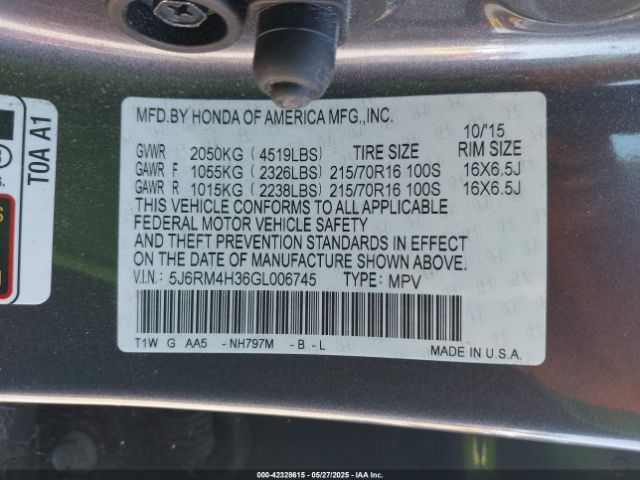 TOA A1
MFD.BY HONDA OF AMERICA MFG.,INC.
10/'15
GVWR 2050KG (4519LBS) TIRE SIZE RIM SIZE
GAWR F 1055KG (2326LBS) 215/70R16 100S 16X6.5J
GAWR R 1015KG (2238LBS) 215/70R16 100S 16X6.5J
THIS VEHICLE CONFORMS TO ALL APPLICABLE
FEDERAL MOTOR VEHICLE SAFETY
AND THEFT PREVENTION STANDARDS IN EFFECT
ON THE DATE OF MANUFACTURE SHOWN ABOVE.
V.I.N: 5J6RM4H36GL006745 TYPE: MPV
T1W G AA5 -NH797M -B-L
MADE IN U.S.A.
000-42328615 - 05/27/2025 - IAA, Inc.